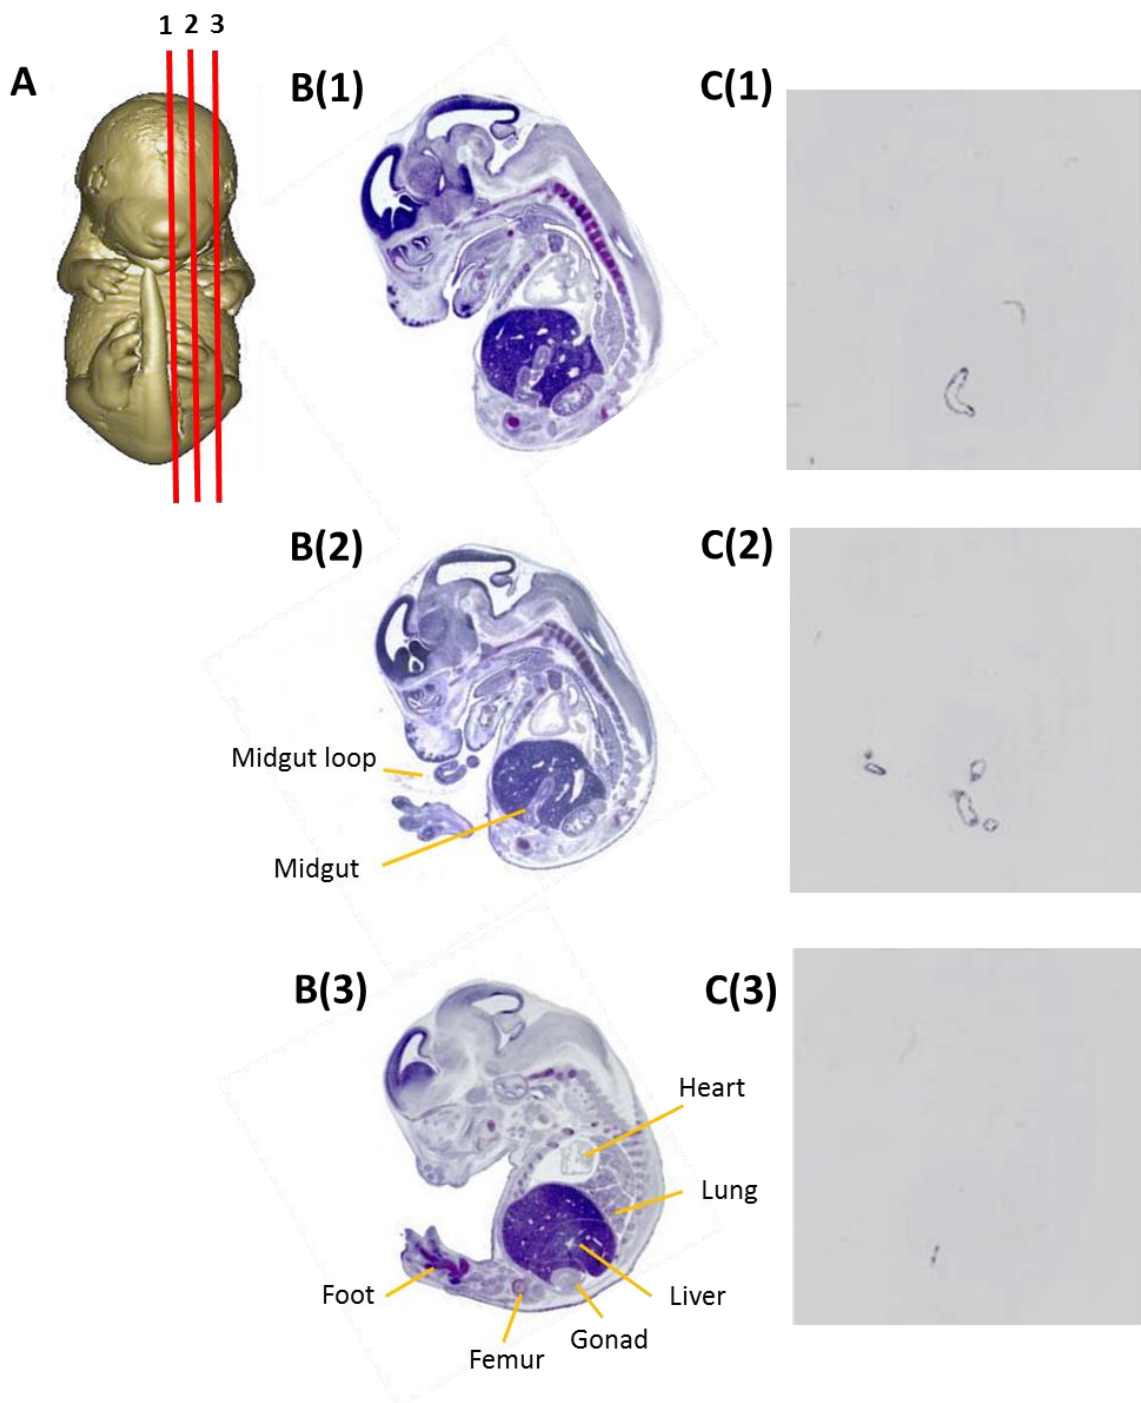 1 2 3
A
B(1)
C(1)
B(2)
C(2)
Midgut loop
Midgut
B(3)
C(3)
Heart
Lung
Foot
Liver
Gonad
Femur